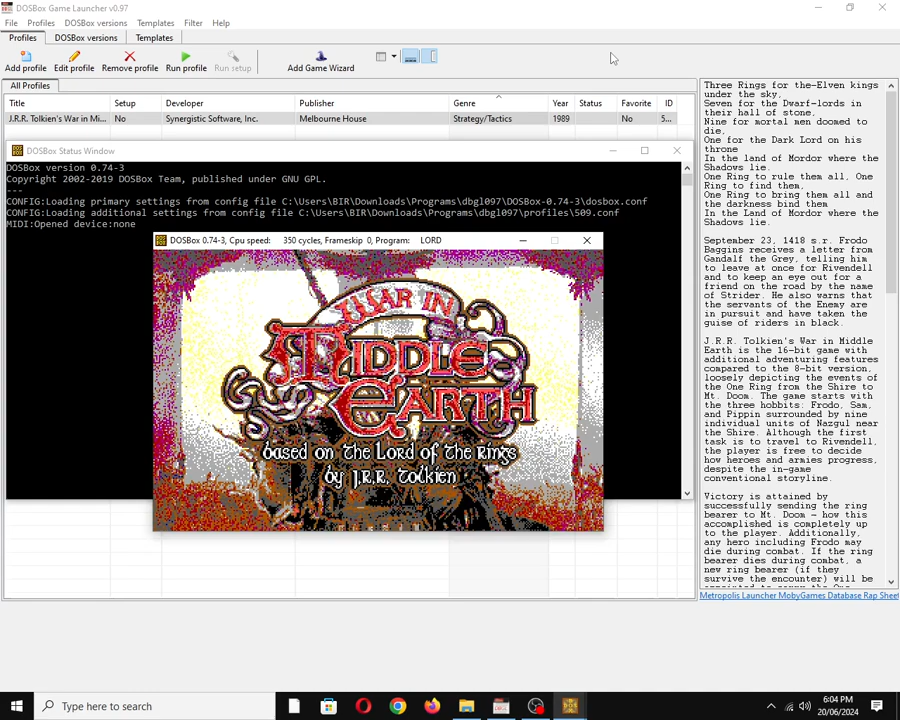 DOSBox Game Launcher v0.97
File Profiles DOSBox versions Templates Filter Help
Profiles DOSBox versions Templates
Add profile Edit profile Remove profile Run profile Run setup Add Game Wizard
All Profiles
Title Setup Developer Publisher Genre Year Status Favorite ID
J.R.R. Tolkien's War in Mi... No Synergistic Software, Inc. Melbourne House Strategy/Tactics 1989 No 5...
DOSBox Status Window
DOSBox version 0.74-3
Copyright 2002-2019 DOSBox Team, published under GNU GPL.
---
CONFIG:Loading primary settings from config file C:\Users\BIR\Downloads\Programs\dbgl097\DOSBox-0.74-3\dosbox.conf
CONFIG:Loading additional settings from config file C:\Users\BIR\Downloads\Programs\dbgl097\profiles\509.conf
MIDI:Opened device:none
DOSBox 0.74-3, Cpu speed: 350 cycles, Frameskip 0, Program: LORD
WAR IN
MIDDLE
EARTH
based on the Lord of the Rings
by J.R.R. Tolkien
Three Rings for the-Elven kings
under the sky,
Seven for the Dwarf-lords in
their hall of stone,
Nine for mortal men doomed to
die,
One for the Dark Lord on his
throne
In the land of Mordor where the
Shadows lie.
One Ring to rule them all, One
Ring to find them,
One Ring to bring them all and
the darkness bind them
In the Land of Mordor where the
Shadows lie.
September 23, 1418 s.r. Frodo
Baggins receives a letter from
Gandalf the Grey, telling him
to leave at once for Rivendell
and to keep an eye out for a
friend on the road by the name
of Strider. He also warns that
the servants of the Enemy are
in pursuit and have taken the
guise of riders in black.
J.R.R. Tolkien's War in Middle
Earth is the 16-bit game with
additional adventuring features
compared to the 8-bit version,
loosely depicting the events of
the One Ring from the Shire to
Mt. Doom. The game starts with
the three hobbits: Frodo, Sam,
and Pippin surrounded by nine
individual units of Nazgul near
the Shire. Although the first
task is to travel to Rivendell,
the player is free to decide
how heroes and armies progress,
despite the in-game
conventional storyline.
Victory is attained by
successfully sending the ring
bearer to Mt. Doom - how this
accomplished is completely up
to the player. Additionally,
any hero including Frodo may
die during combat. If the ring
bearer dies during combat, a
new ring bearer (if they
survive the encounter) will be
Metropolis Launcher MobyGames Database Rap Sheet
Type here to search
6:04 PM
20/06/2024